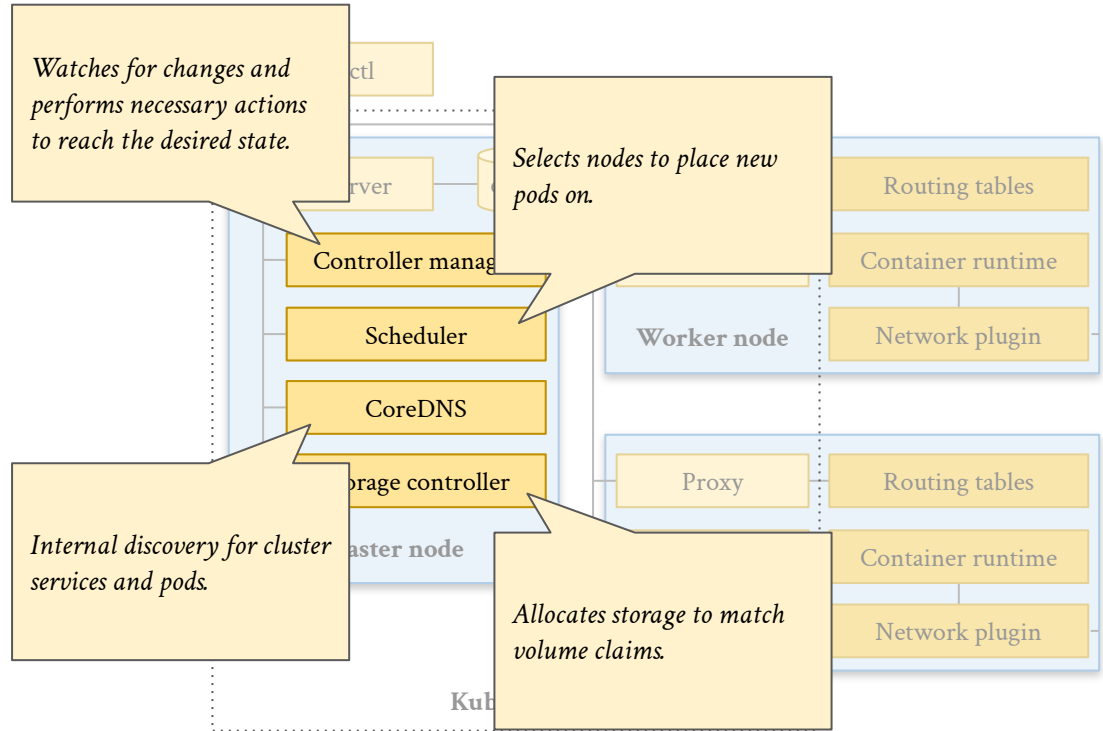 Watches for changes and
performs necessary actions
to reach the desired state.
ctl
Selects nodes to place new
pods on.
rver
Routing tables
Controller manag
Container runtime
Scheduler
Worker node
Network plugin
CoreDNS
orage controller
Proxy
Routing tables
Internal discovery for cluster
services and pods.
aster node
Container runtime
Allocates storage to match
volume claims.
Network plugin
Kub